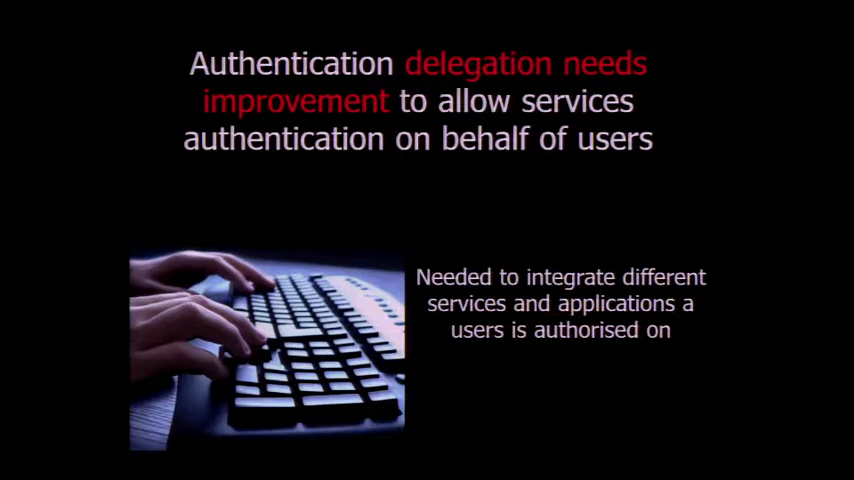 Authentication delegation needs
improvement to allow services
authentication on behalf of users
Needed to integrate different
services and applications a
users is authorised on